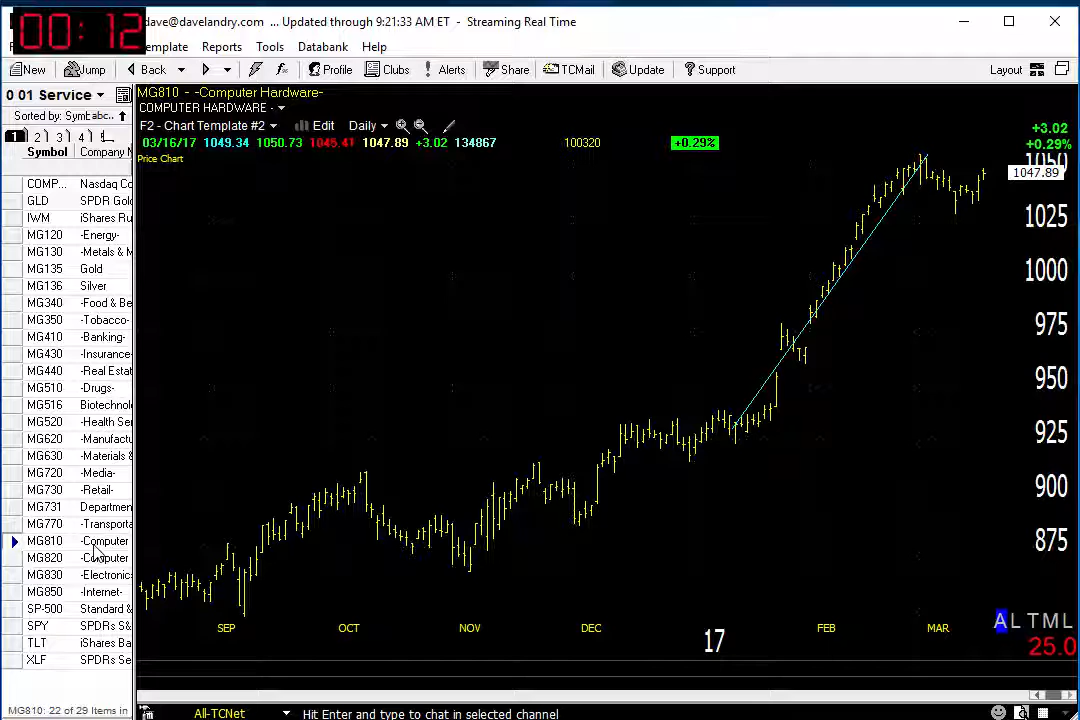 00:12
dave@davelandry.com ... Updated through 9:21:33 AM ET - Streaming Real Time
emplate Reports Tools Databank Help
New Jump Back Profile Clubs Alerts Share TCMail Update Support Layout
0 01 Service
Sorted by: Symb
1 2 3 4
Symbol Company N
COMP... Nasdaq Co
GLD SPDR Gol
IWM iShares Ru
MG120 -Energy-
MG130 -Metals & M
MG135 Gold
MG136 Silver
MG340 -Food & Be
MG350 -Tobacco-
MG410 -Banking-
MG430 -Insurance-
MG440 -Real Estat
MG510 -Drugs-
MG516 Biotechnol
MG520 -Health Ser
MG620 -Manufactu
MG630 -Materials &
MG720 -Media-
MG730 -Retail-
MG731 Departmen
MG770 -Transporta
MG810 -Computer
MG820 -Computer
MG830 -Electronic
MG850 -Internet-
SP-500 Standard &
SPY SPDRs S&
TLT iShares Ba
XLF SPDRs Se
MG810: 22 of 29 Items in
MG810 - -Computer Hardware-
COMPUTER HARDWARE -
F2 - Chart Template #2 Edit Daily
03/16/17 1049.34 1050.73 1045.41 1047.89 +3.02 134867 100320 +0.29%
Price Chart
+3.02
+0.29%
1050
1047.89
1025
1000
975
950
925
900
875
SEP OCT NOV DEC 17 FEB MAR
A L T M L
25.0
All-TCNet Hit Enter and type to chat in selected channel